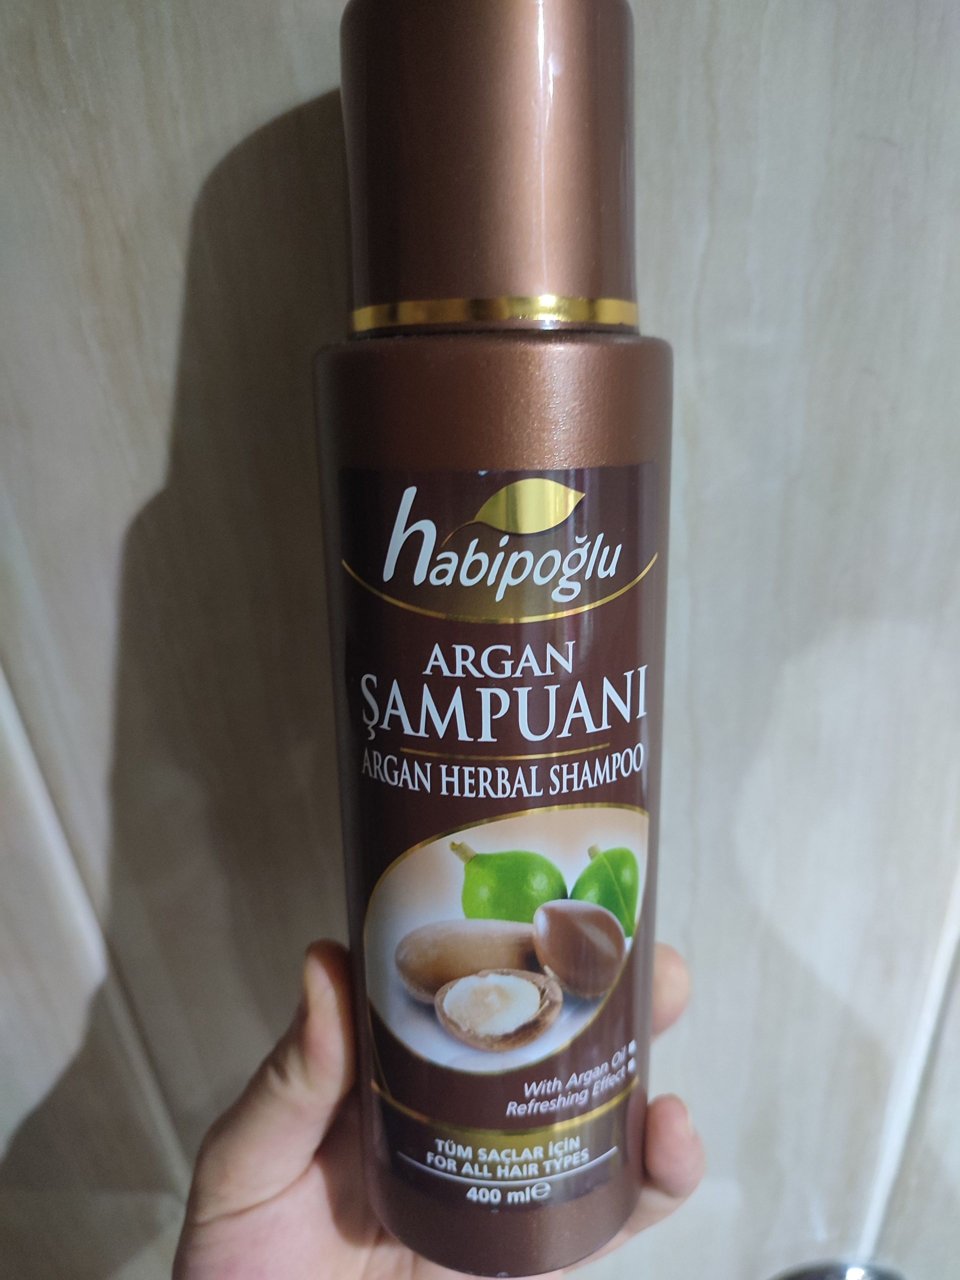 habipoğlu
ARGAN
ŞAMPUANI
ARGAN HERBAL SHAMPOO
With Argan Oil
Refreshing Effect
TÜM SAÇLAR İÇİN
FOR ALL HAIR TYPES
400 ml℮